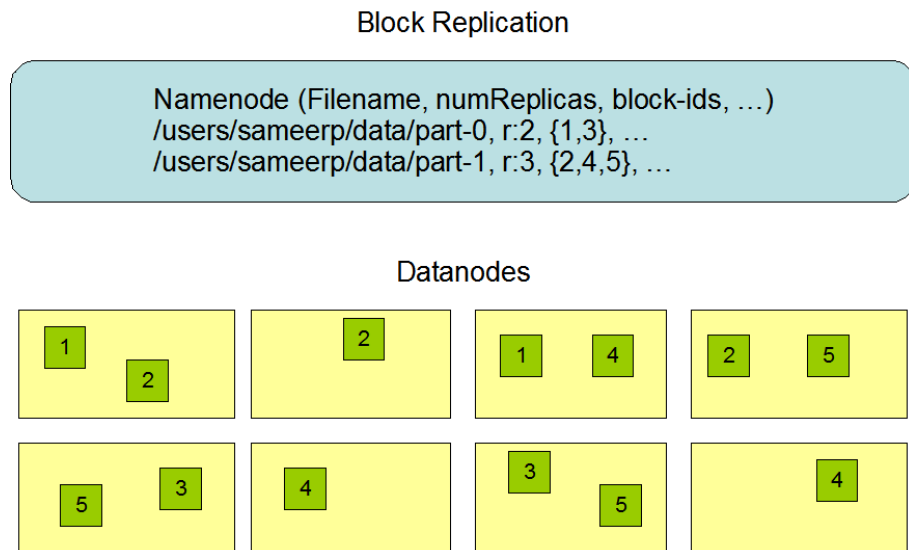 Block Replication
Namenode (Filename, numReplicas, block-ids, …)
/users/sameerp/data/part-0, r:2, {1,3}, …
/users/sameerp/data/part-1, r:3, {2,4,5}, …
Datanodes
1
2
2
1 4
2 5
5 3
4
3
5
4